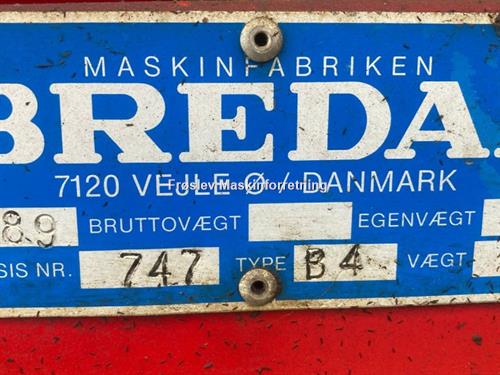 MASKINFABRIKEN
BREDA
7120 VEJLE Ø / DANMARK
Frøslev Maskinforretning
89 BRUTTOVÆGT EGENVÆGT
SIS NR. 747 TYPE B4 VÆGT